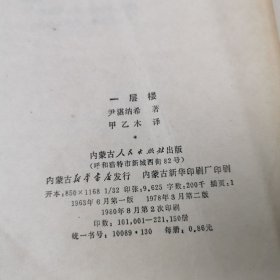 一层楼
尹湛纳希 著
甲乙木 译
*
内蒙古人民出版社出版
(呼和浩特市新城西街82号)
内蒙古新华书店发行 内蒙古新华印刷厂印刷
开本:850×1168 1/32 印张:9.625 字数:200千 插页:1
1963年6月第一版 1978年3月第二版
1980年8月第2次印刷
印数:101,001—221,150份
统一书号:10089·130 每册:0.86元